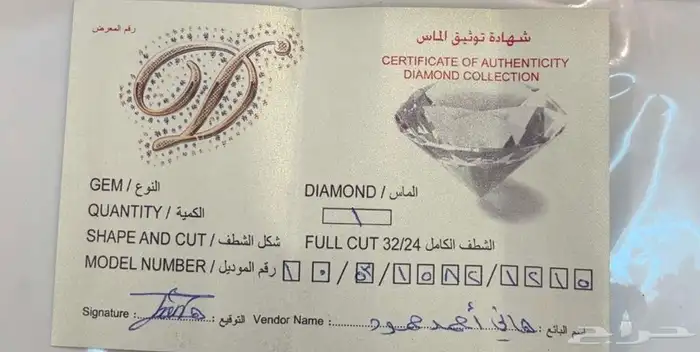 رقم المعرض
D
شهادة توثيق الماس
CERTIFICATE OF AUTHENTICITY
DIAMOND COLLECTION
GEM / النوع DIAMOND / الماس
QUANTITY / الكمية ١
SHAPE AND CUT / شكل الشطف FULL CUT 32/24 الشطف الكامل
MODEL NUMBER / رقم الموديل
Signature : التوقيع : Vendor Name : هاني أحمد حمود اسم البائع :
حراج